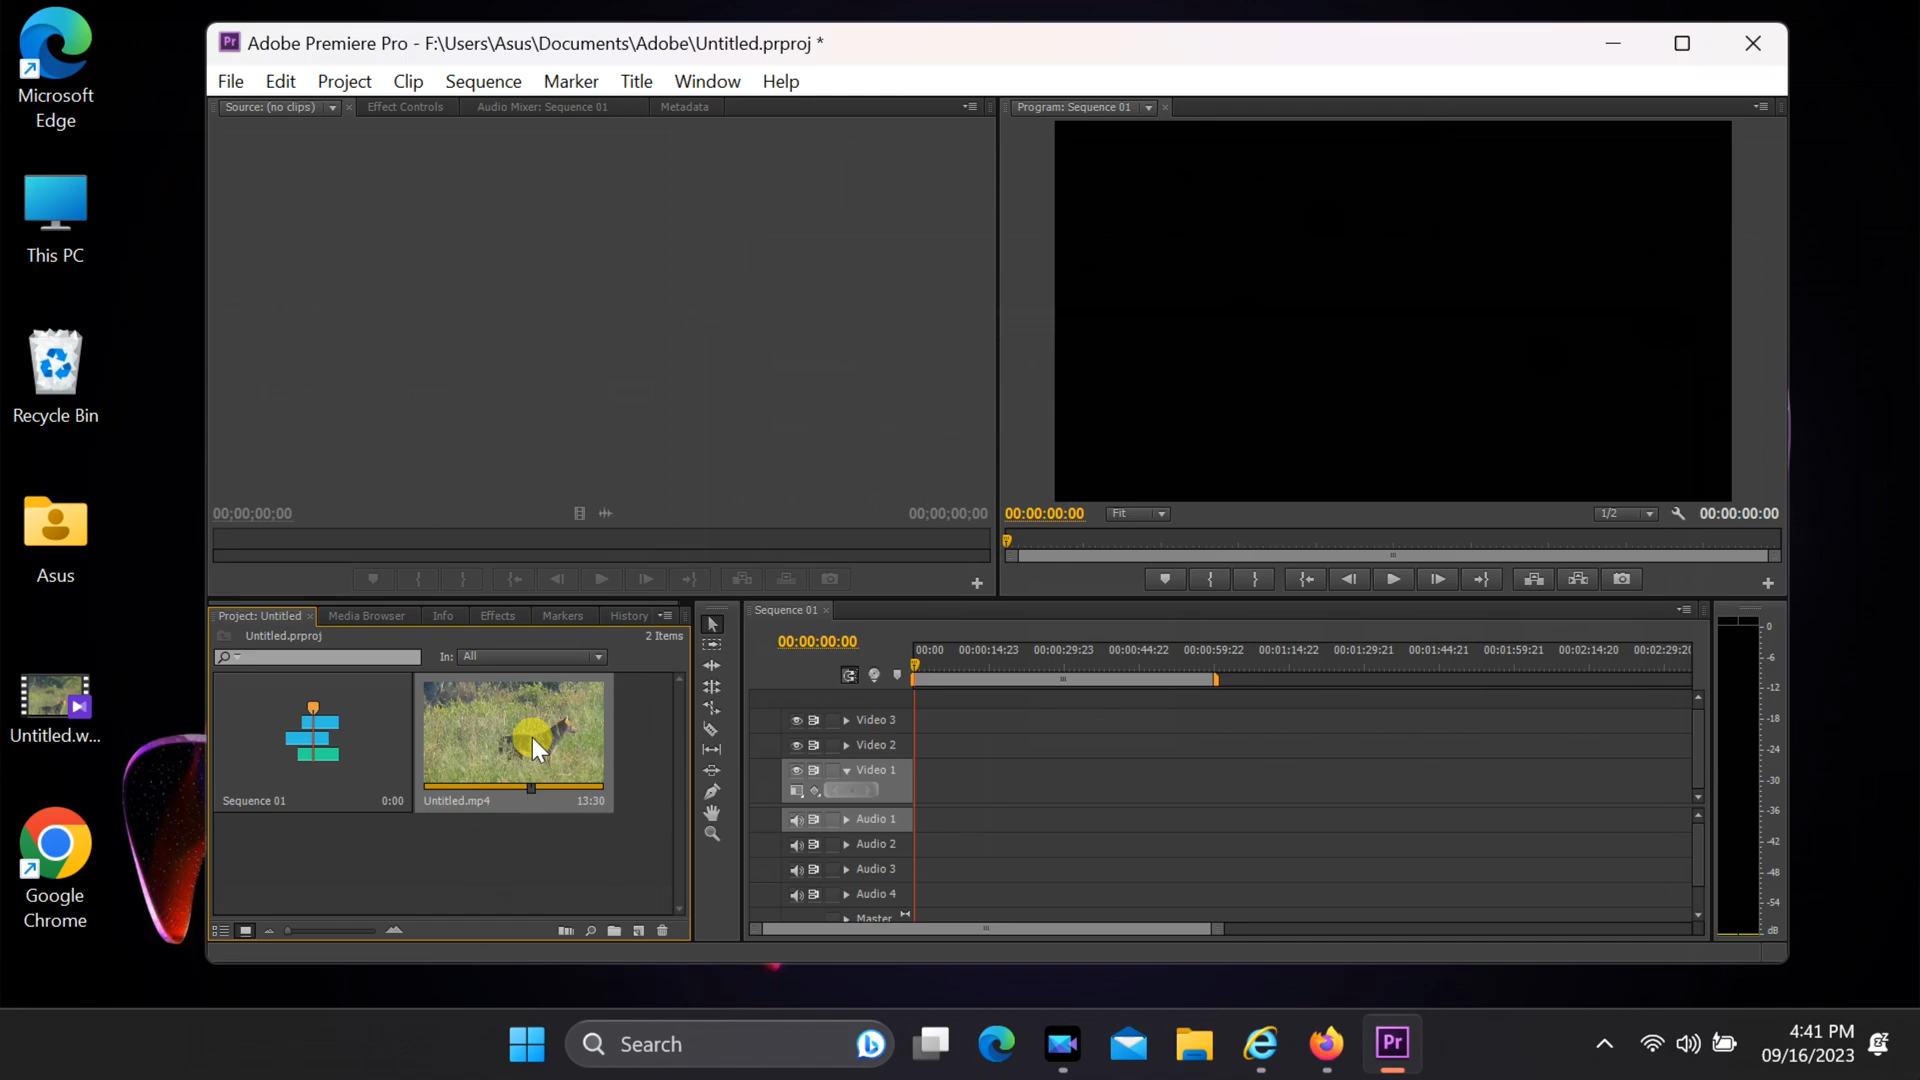 Microsoft Edge
This PC
Recycle Bin
Asus
Untitled.w...
Google Chrome
Pr Adobe Premiere Pro - F:\Users\Asus\Documents\Adobe\Untitled.prproj *
File Edit Project Clip Sequence Marker Title Window Help
Source: (no clips) Effect Controls Audio Mixer: Sequence 01 Metadata
Program: Sequence 01
00;00;00;00 00;00;00;00
00:00:00:00 Fit 1/2 00:00:00:00
Project: Untitled Media Browser Info Effects Markers History
Untitled.prproj 2 Items
In: All
Sequence 01 0:00
Untitled.mp4 13:30
Sequence 01
00:00:00:00
00:00 00:00:14:23 00:00:29:23 00:00:44:22 00:00:59:22 00:01:14:22 00:01:29:21 00:01:44:21 00:01:59:21 00:02:14:20 00:02:29:20
Video 3
Video 2
Video 1
Audio 1
Audio 2
Audio 3
Audio 4
Master
0
-6
-12
-18
-24
-30
-36
-42
-48
-54
dB
Search
Pr
4:41 PM
09/16/2023